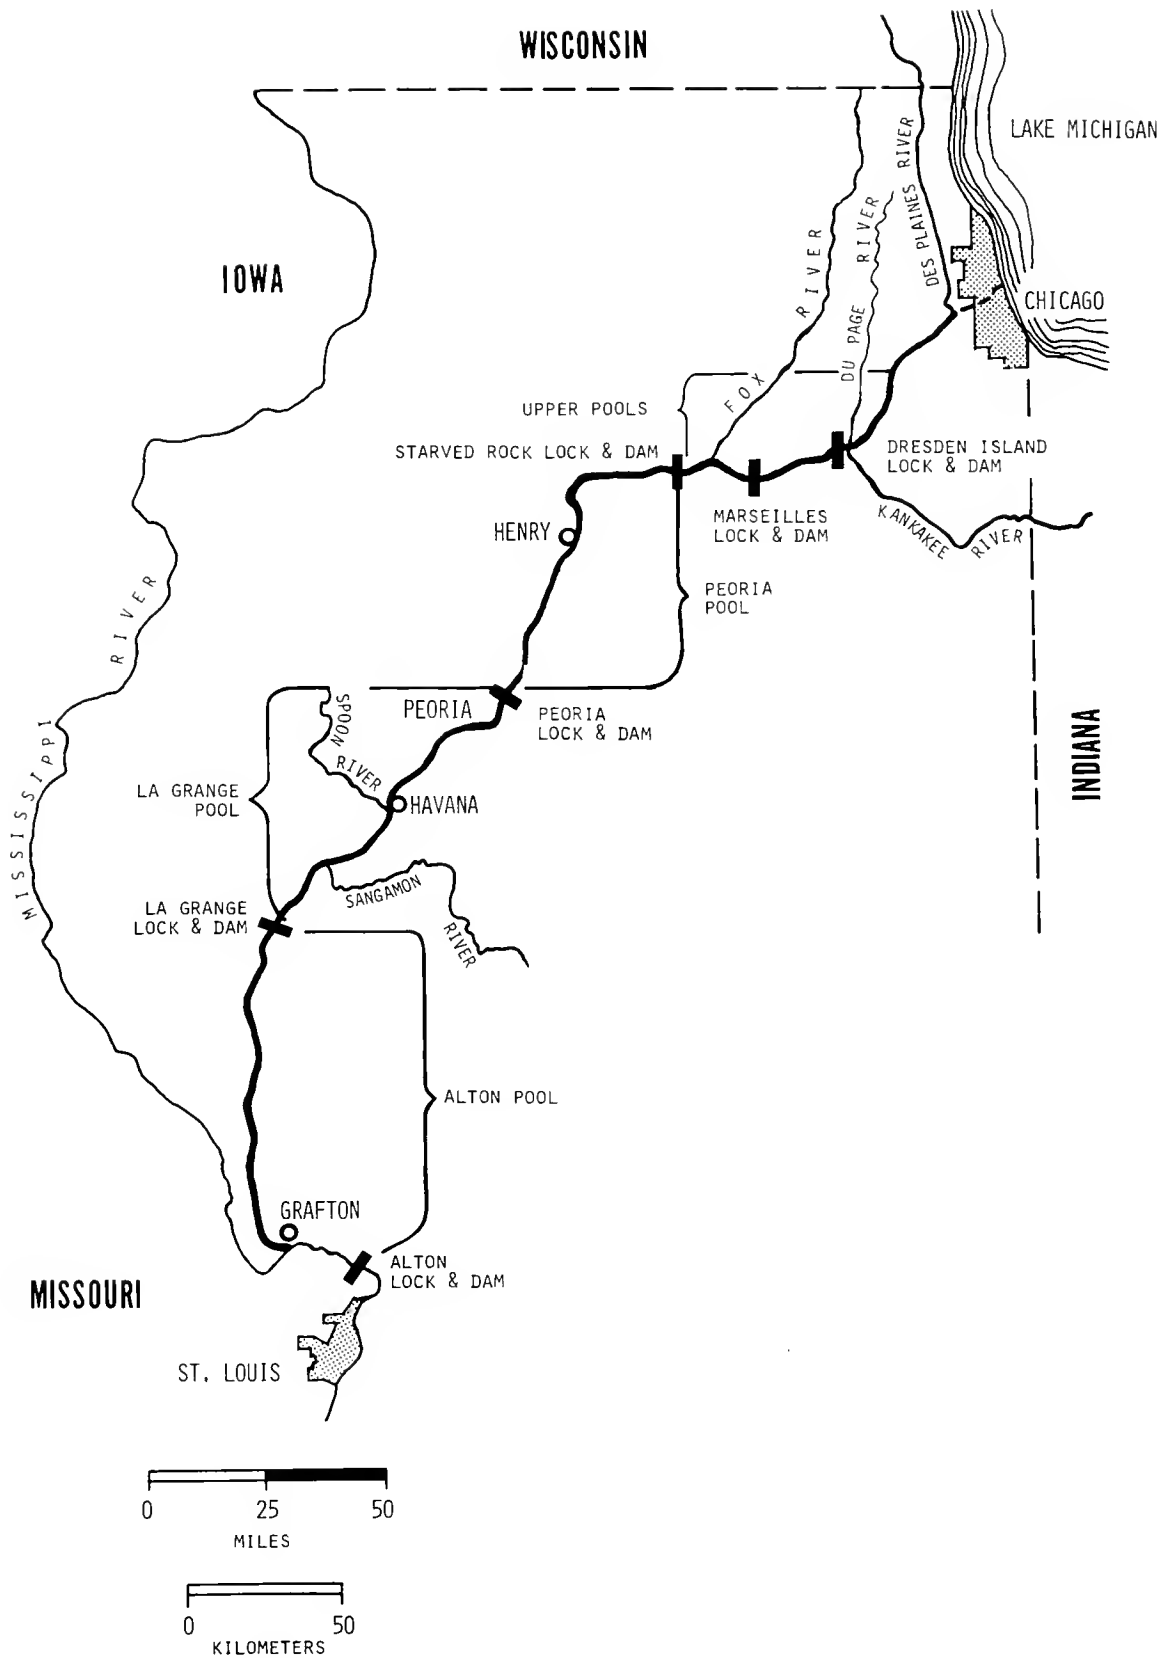 WISCONSIN
LAKE MICHIGAN
IOWA
CHICAGO
FOX RIVER
DU PAGE RIVER
DES PLAINES RIVER
UPPER POOLS
STARVED ROCK LOCK & DAM
DRESDEN ISLAND
LOCK & DAM
MARSEILLES
LOCK & DAM
KANKAKEE RIVER
HENRY
PEORIA
POOL
MISSISSIPPI RIVER
PEORIA
PEORIA
LOCK & DAM
SPOON RIVER
INDIANA
LA GRANGE
POOL
HAVANA
SANGAMON RIVER
LA GRANGE
LOCK & DAM
ALTON POOL
GRAFTON
ALTON
LOCK & DAM
MISSOURI
ST. LOUIS
0 25 50
MILES
0 50
KILOMETERS